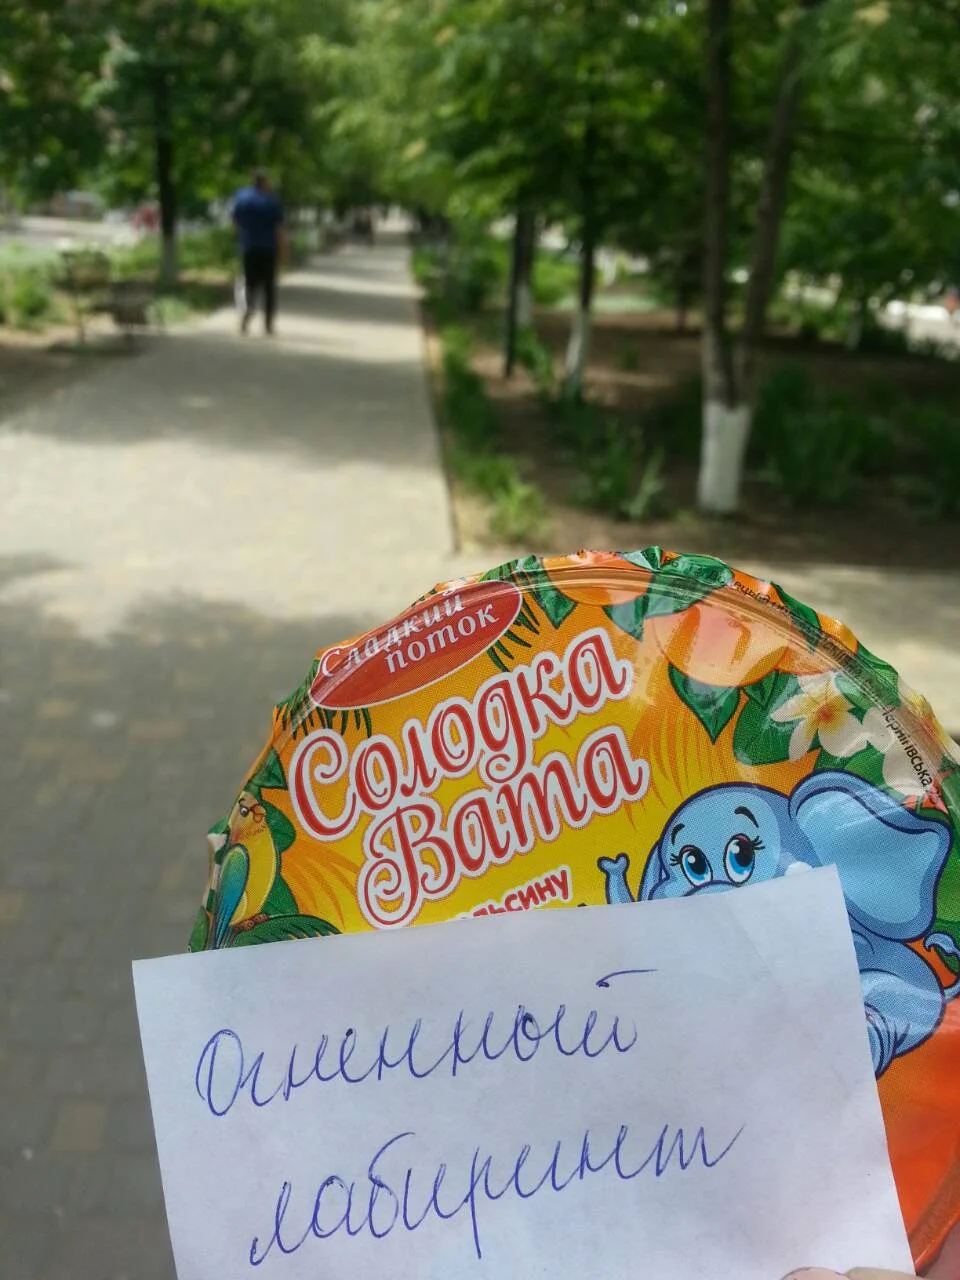 Сладкий
поток
Солодка
Вата
Огненный
лабиринт